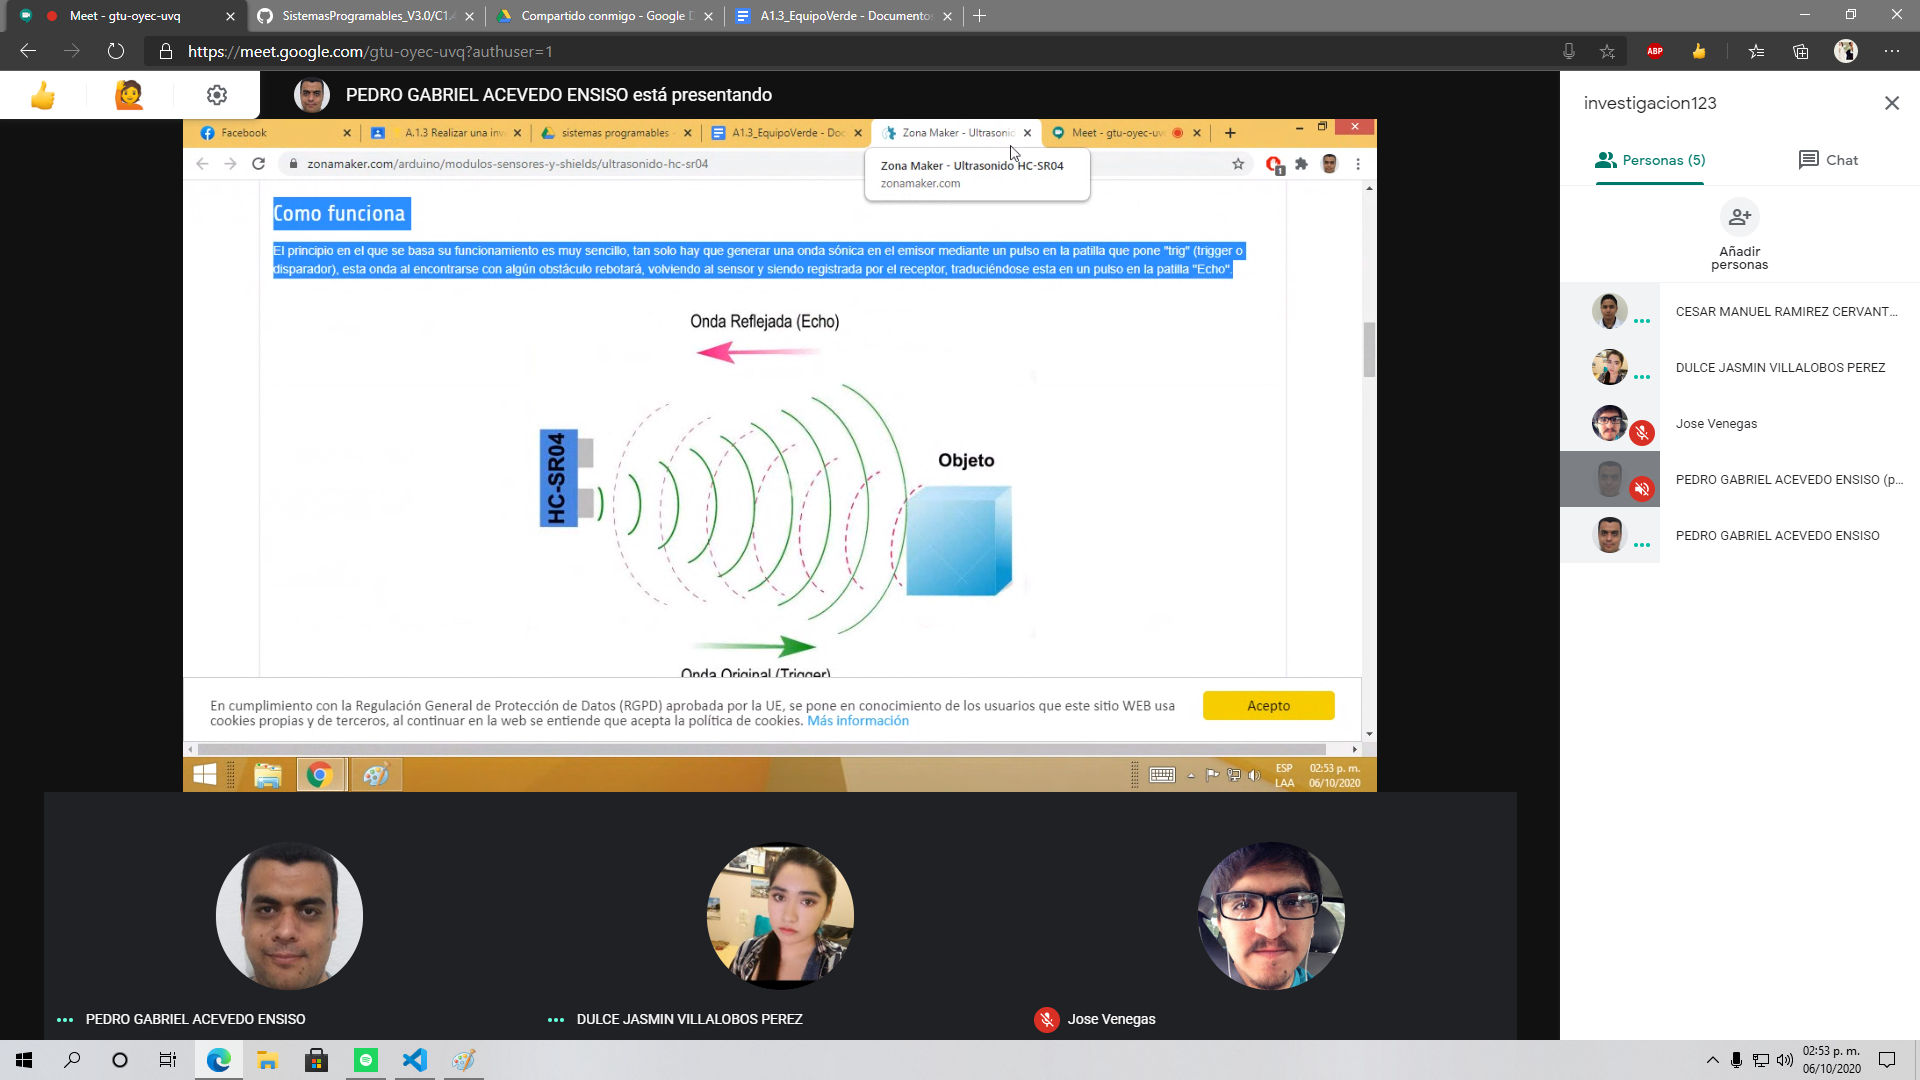 Meet - gtu-oyec-uvq
SistemasProgramables_V3.0/C1.
Compartido conmigo - Google D
A1.3_EquipoVerde - Documentos
https://meet.google.com/gtu-oyec-uvq?authuser=1
ABP
PEDRO GABRIEL ACEVEDO ENSISO está presentando
investigacion123
Personas (5)
Chat
Añadir
personas
CESAR MANUEL RAMIREZ CERVANT...
DULCE JASMIN VILLALOBOS PEREZ
Jose Venegas
PEDRO GABRIEL ACEVEDO ENSISO (p...
PEDRO GABRIEL ACEVEDO ENSISO
Facebook
A.1.3 Realizar una inv
sistemas programables -
A1.3_EquipoVerde - Doc
Zona Maker - Ultrasonid
Meet - gtu-oyec-uv
zonamaker.com/arduino/modulos-sensores-y-shields/ultrasonido-hc-sr04
1
Zona Maker - Ultrasonido HC-SR04
zonamaker.com
Como funciona
El principio en el que se basa su funcionamiento es muy sencillo, tan solo hay que generar una onda sónica en el emisor mediante un pulso en la patilla que pone "trig" (trigger o
disparador), esta onda al encontrarse con algún obstáculo rebotará, volviendo al sensor y siendo registrada por el receptor, traduciéndose esta en un pulso en la patilla "Echo".
Onda Reflejada (Echo)
HC-SR04
Objeto
Onda Original (Trigger)
En cumplimiento con la Regulación General de Protección de Datos (RGPD) aprobada por la UE, se pone en conocimiento de los usuarios que este sitio WEB usa
cookies propias y de terceros, al continuar en la web se entiende que acepta la política de cookies. Más información
Acepto
ESP
LAA
02:53 p. m.
06/10/2020
PEDRO GABRIEL ACEVEDO ENSISO
DULCE JASMIN VILLALOBOS PEREZ
Jose Venegas
02:53 p. m.
06/10/2020